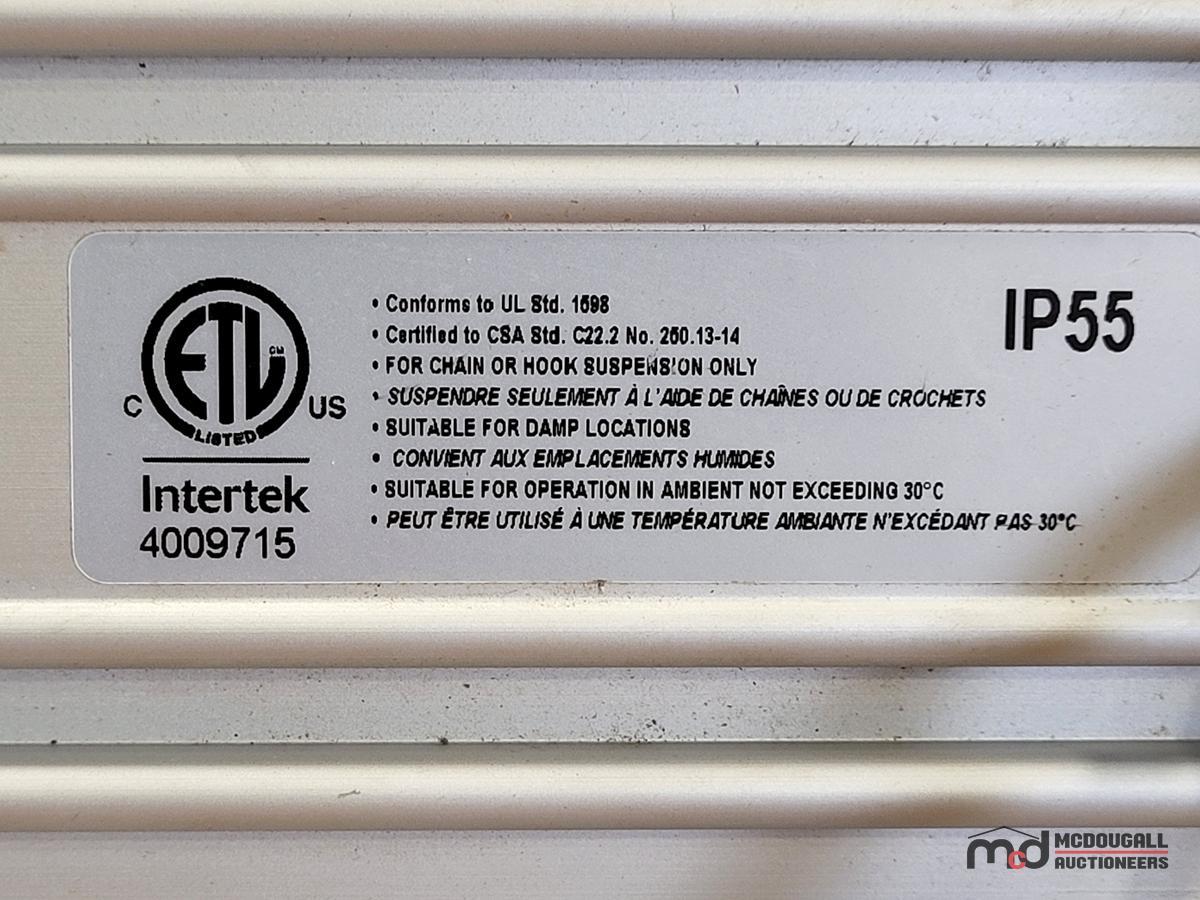 ETL CM
LISTED
C US
Intertek
4009715
• Conforms to UL Std. 1598
• Certified to CSA Std. C22.2 No. 250.13-14
• FOR CHAIN OR HOOK SUSPENSION ONLY
• SUSPENDRE SEULEMENT À L'AIDE DE CHAÎNES OU DE CROCHETS
• SUITABLE FOR DAMP LOCATIONS
• CONVIENT AUX EMPLACEMENTS HUMIDES
• SUITABLE FOR OPERATION IN AMBIENT NOT EXCEEDING 30°C
• PEUT ÊTRE UTILISÉ À UNE TEMPÉRATURE AMBIANTE N'EXCÉDANT PAS 30°C
IP55
mcd MCDOUGALL
AUCTIONEERS